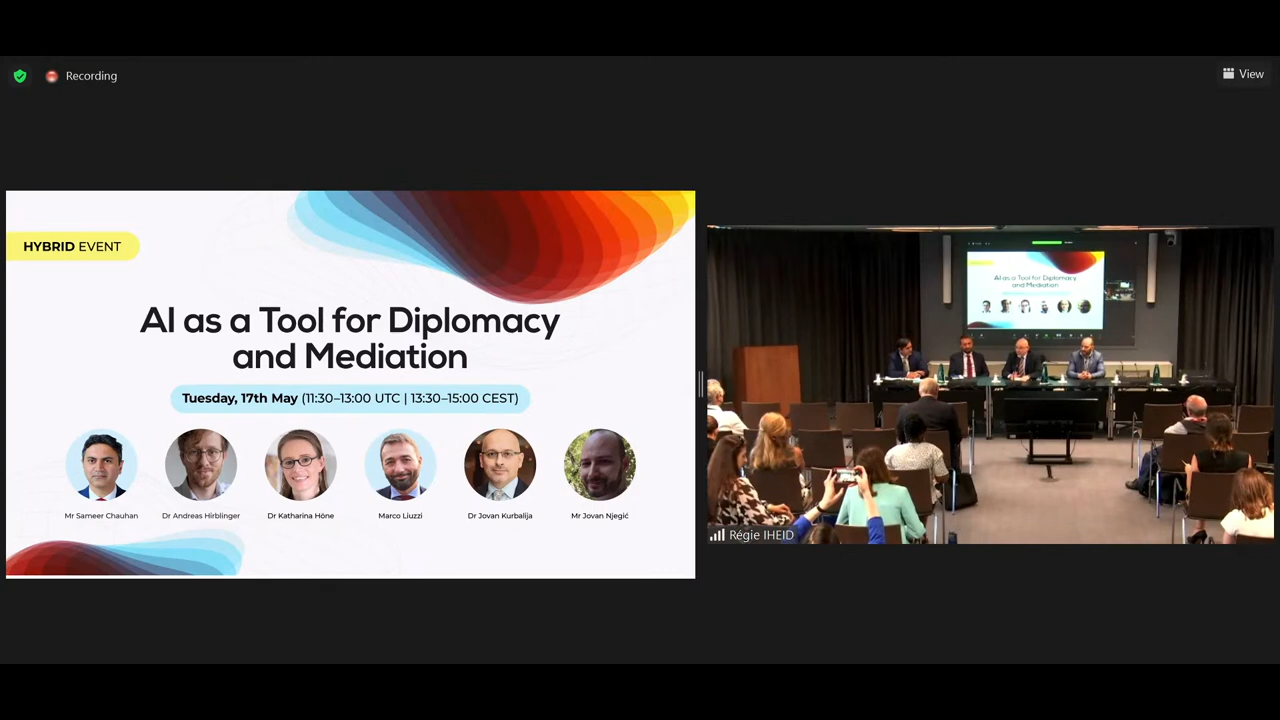 Recording
View
HYBRID EVENT
AI as a Tool for Diplomacy
and Mediation
Tuesday, 17th May (11:30–13:00 UTC | 13:30–15:00 CEST)
Mr Sameer Chauhan
Dr Andreas Hirblinger
Dr Katharina Höne
Marco Liuzzi
Dr Jovan Kurbalija
Mr Jovan Njegić
AI as a Tool for Diplomacy
and Mediation
Régie IHEID